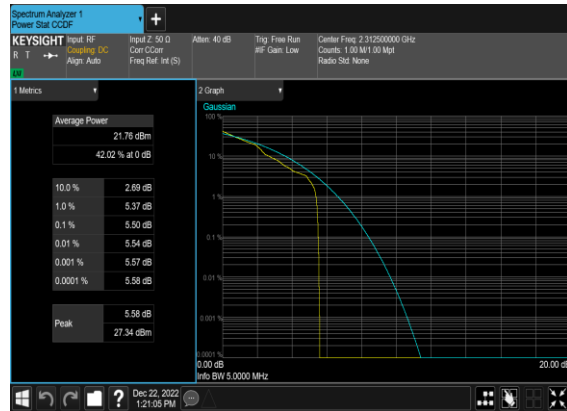 Spectrum Analyzer 1
Power Stat CCDF
KEYSIGHT
R T
LV
Input: RF
Coupling: DC
Align: Auto
Input Z: 50 Ω
Corr CCorr
Freq Ref: Int (S)
Atten: 40 dB
Trig: Free Run
#IF Gain: Low
Center Freq: 2.312500000 GHz
Counts: 1.00 M/1.00 Mpt
Radio Std: None
1 Metrics
Average Power
21.76 dBm
42.02 % at 0 dB
10.0 % 2.69 dB
1.0 % 5.37 dB
0.1 % 5.50 dB
0.01 % 5.54 dB
0.001 % 5.57 dB
0.0001 % 5.58 dB
Peak
5.58 dB
27.34 dBm
2 Graph
Gaussian
100 %
10 %
1 %
0.1 %
0.01 %
0.001 %
0.0001 %
0.00 dB
20.00 dB
Info BW 5.0000 MHz
?
Dec 22, 2022
1:21:05 PM